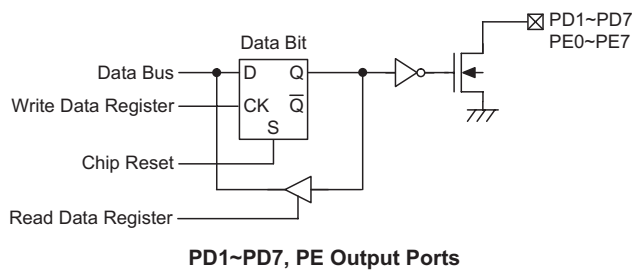 PD1~PD7
PE0~PE7
Data Bit
Data Bus
D
Q
Write Data Register
CK
Q̅
S
Chip Reset
Read Data Register
PD1~PD7, PE Output Ports